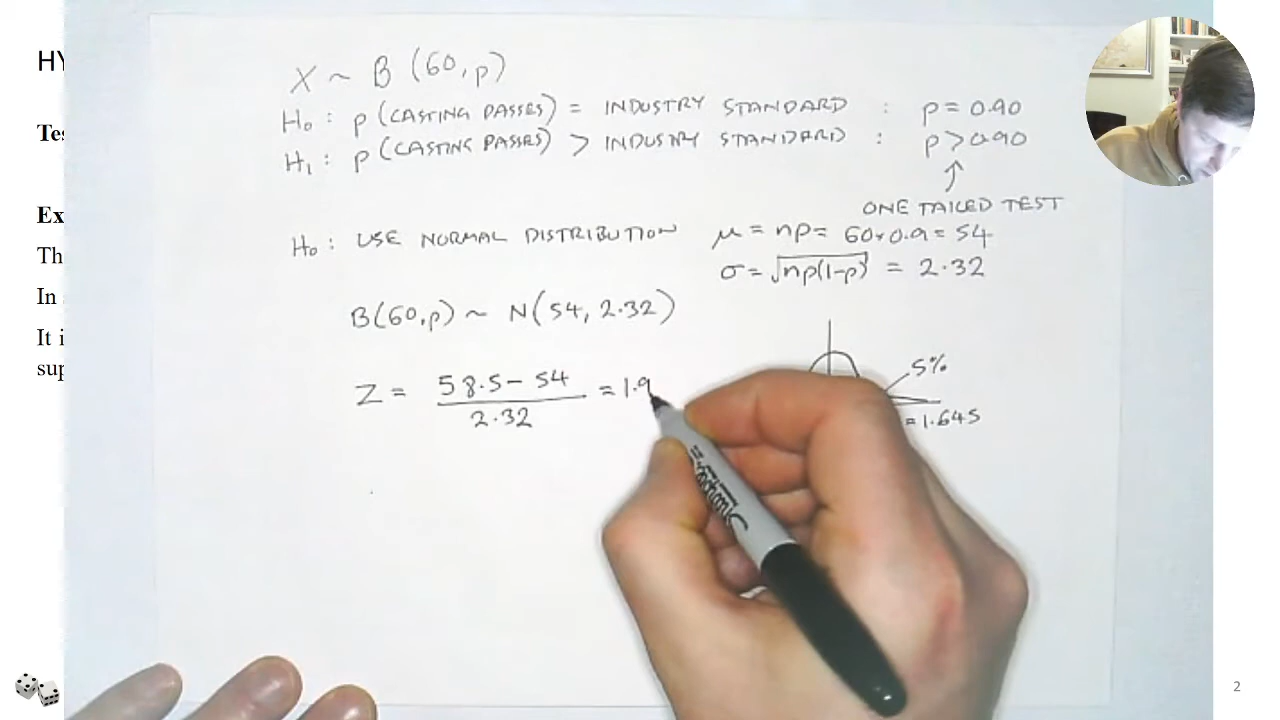 HY
Tes
Ex
Th
In
It i
sup
X ~ B (60, p)
H₀ : p (CASTING PASSES) = INDUSTRY STANDARD : p = 0.90
H₁ : p (CASTING PASSES) > INDUSTRY STANDARD : p > 0.90
ONE TAILED TEST
H₀ : USE NORMAL DISTRIBUTION μ = np = 60×0.9 = 54
σ = √np(1-p) = 2.32
B(60, p) ~ N(54, 2.32)
5%
Z = 58.5 - 54 / 2.32 = 1.9
= 1.645
2